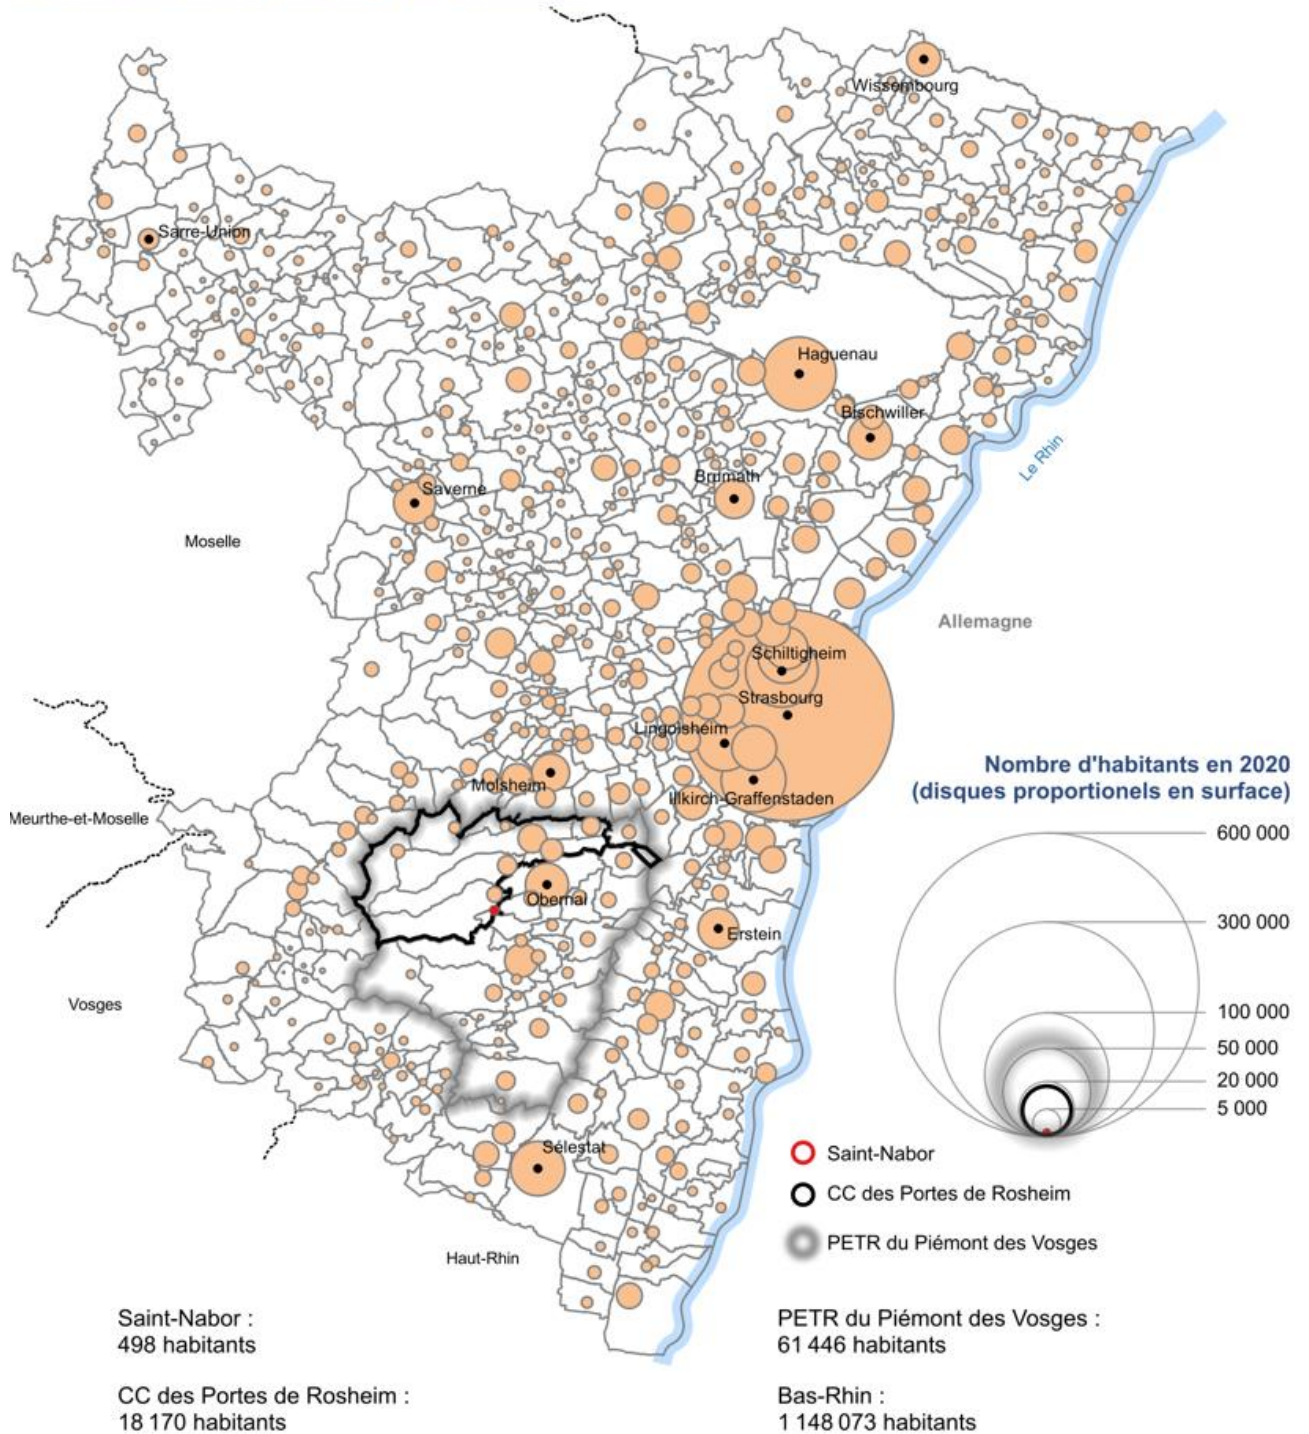 Wissembourg
Sarre-Union
Haguenau
Bischwiller
Le Rhin
Brumath
Saverne
Moselle
Allemagne
Schiltigheim
Strasbourg
Lingolsheim
Molsheim
Illkirch-Graffenstaden
Meurthe-et-Moselle
Obernai
Erstein
Vosges
Sélestat
Haut-Rhin
Nombre d'habitants en 2020
(disques proportionels en surface)
600 000
300 000
100 000
50 000
20 000
5 000
Saint-Nabor
CC des Portes de Rosheim
PETR du Piémont des Vosges
Saint-Nabor :
498 habitants
CC des Portes de Rosheim :
18 170 habitants
PETR du Piémont des Vosges :
61 446 habitants
Bas-Rhin :
1 148 073 habitants